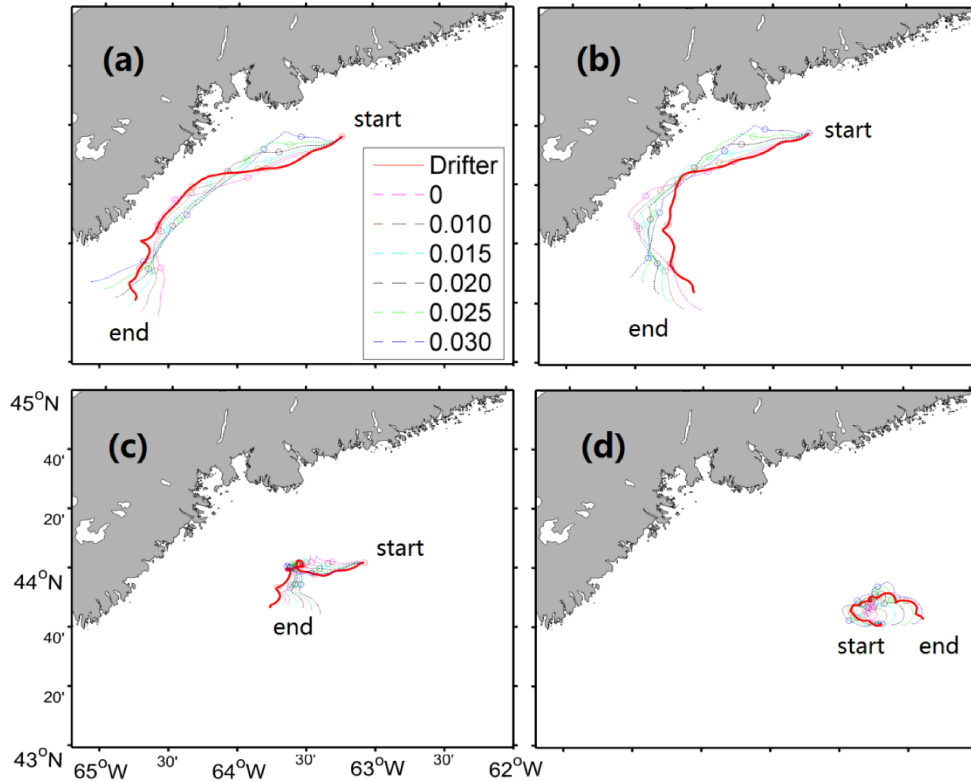 (a)
start
Drifter
0
0.010
0.015
0.020
0.025
0.030
end
(b)
start
end
45°N
40'
20'
44°N
40'
20'
43°N
(c)
start
end
65°W
30'
64°W
30'
63°W
30'
62°W
(d)
start
end